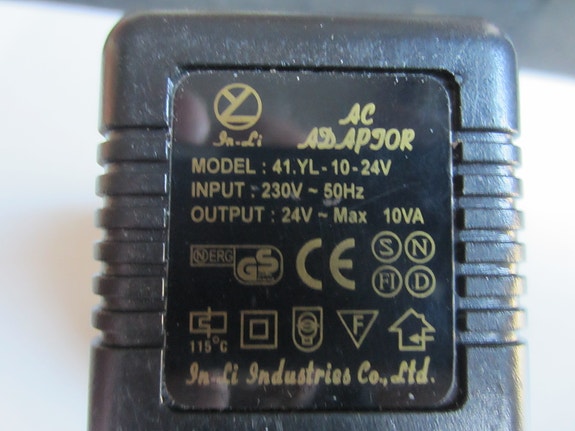 AC
In-Li ADAPTOR
MODEL : 41.YL-10-24V
INPUT : 230V ~ 50Hz
OUTPUT : 24V ~ Max 10VA
NERG GS CE S N
FI D
115°C F
In-Li Industries Co., Ltd.